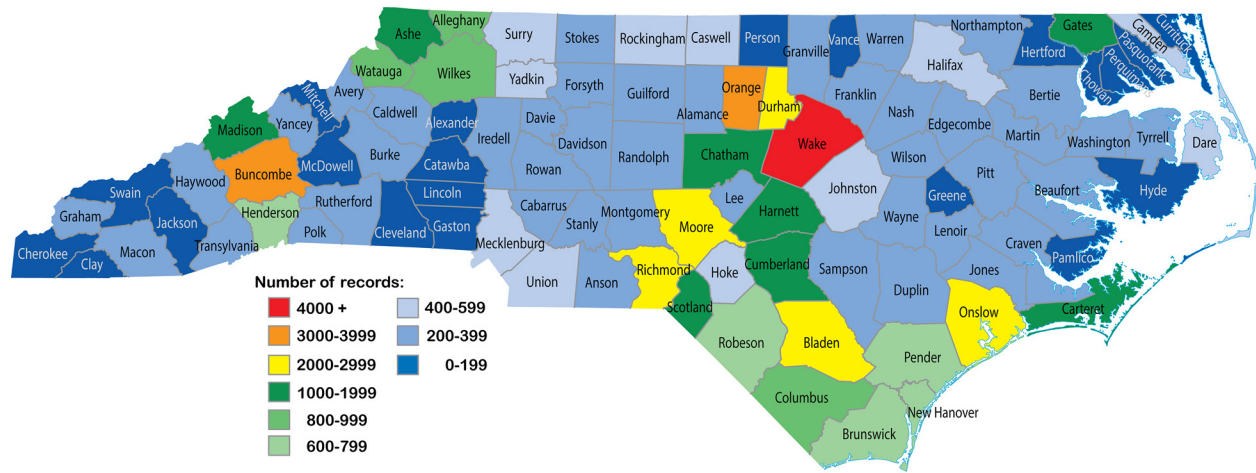 Alleghany
Ashe
Surry
Stokes
Rockingham
Caswell
Person
Granville
Vance
Warren
Northampton
Gates
Camden
Currituck
Pasquotank
Perquimans
Chowan
Hertford
Halifax
Watauga
Wilkes
Yadkin
Forsyth
Guilford
Alamance
Orange
Durham
Franklin
Nash
Edgecombe
Bertie
Martin
Washington
Tyrrell
Dare
Mitchell
Avery
Caldwell
Alexander
Iredell
Davie
Davidson
Randolph
Chatham
Wake
Wilson
Pitt
Beaufort
Hyde
Madison
Yancey
Burke
Catawba
Rowan
Johnston
Greene
Buncombe
McDowell
Haywood
Swain
Lincoln
Cabarrus
Montgomery
Lee
Harnett
Wayne
Lenoir
Craven
Pamlico
Graham
Jackson
Henderson
Rutherford
Polk
Cleveland
Gaston
Stanly
Moore
Cherokee
Clay
Macon
Transylvania
Mecklenburg
Union
Anson
Richmond
Hoke
Cumberland
Sampson
Duplin
Jones
Onslow
Carteret
Scotland
Robeson
Bladen
Pender
Columbus
New Hanover
Brunswick
Number of records:
4000 +
3000-3999
2000-2999
1000-1999
800-999
600-799
400-599
200-399
0-199